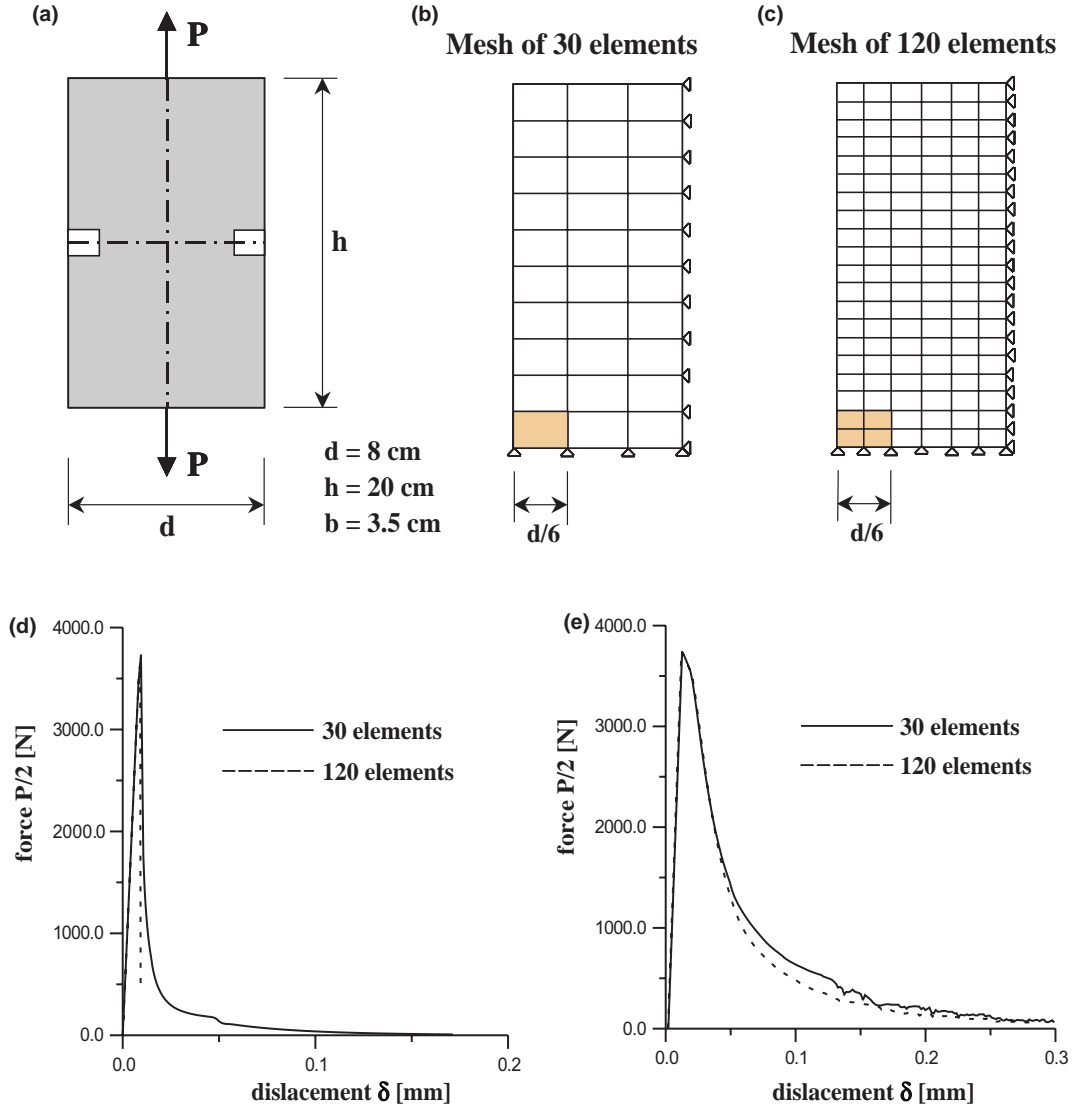 (a)
P
h
P
d
d = 8 cm
h = 20 cm
b = 3.5 cm
(b)
Mesh of 30 elements
d/6
(c)
Mesh of 120 elements
d/6
(d)
4000.0
3000.0
2000.0
1000.0
0.0
force P/2 [N]
30 elements
120 elements
0.0
0.1
0.2
dislacement δ [mm]
(e)
4000.0
3000.0
2000.0
1000.0
0.0
force P/2 [N]
30 elements
120 elements
0.0
0.1
0.2
0.3
dislacement δ [mm]